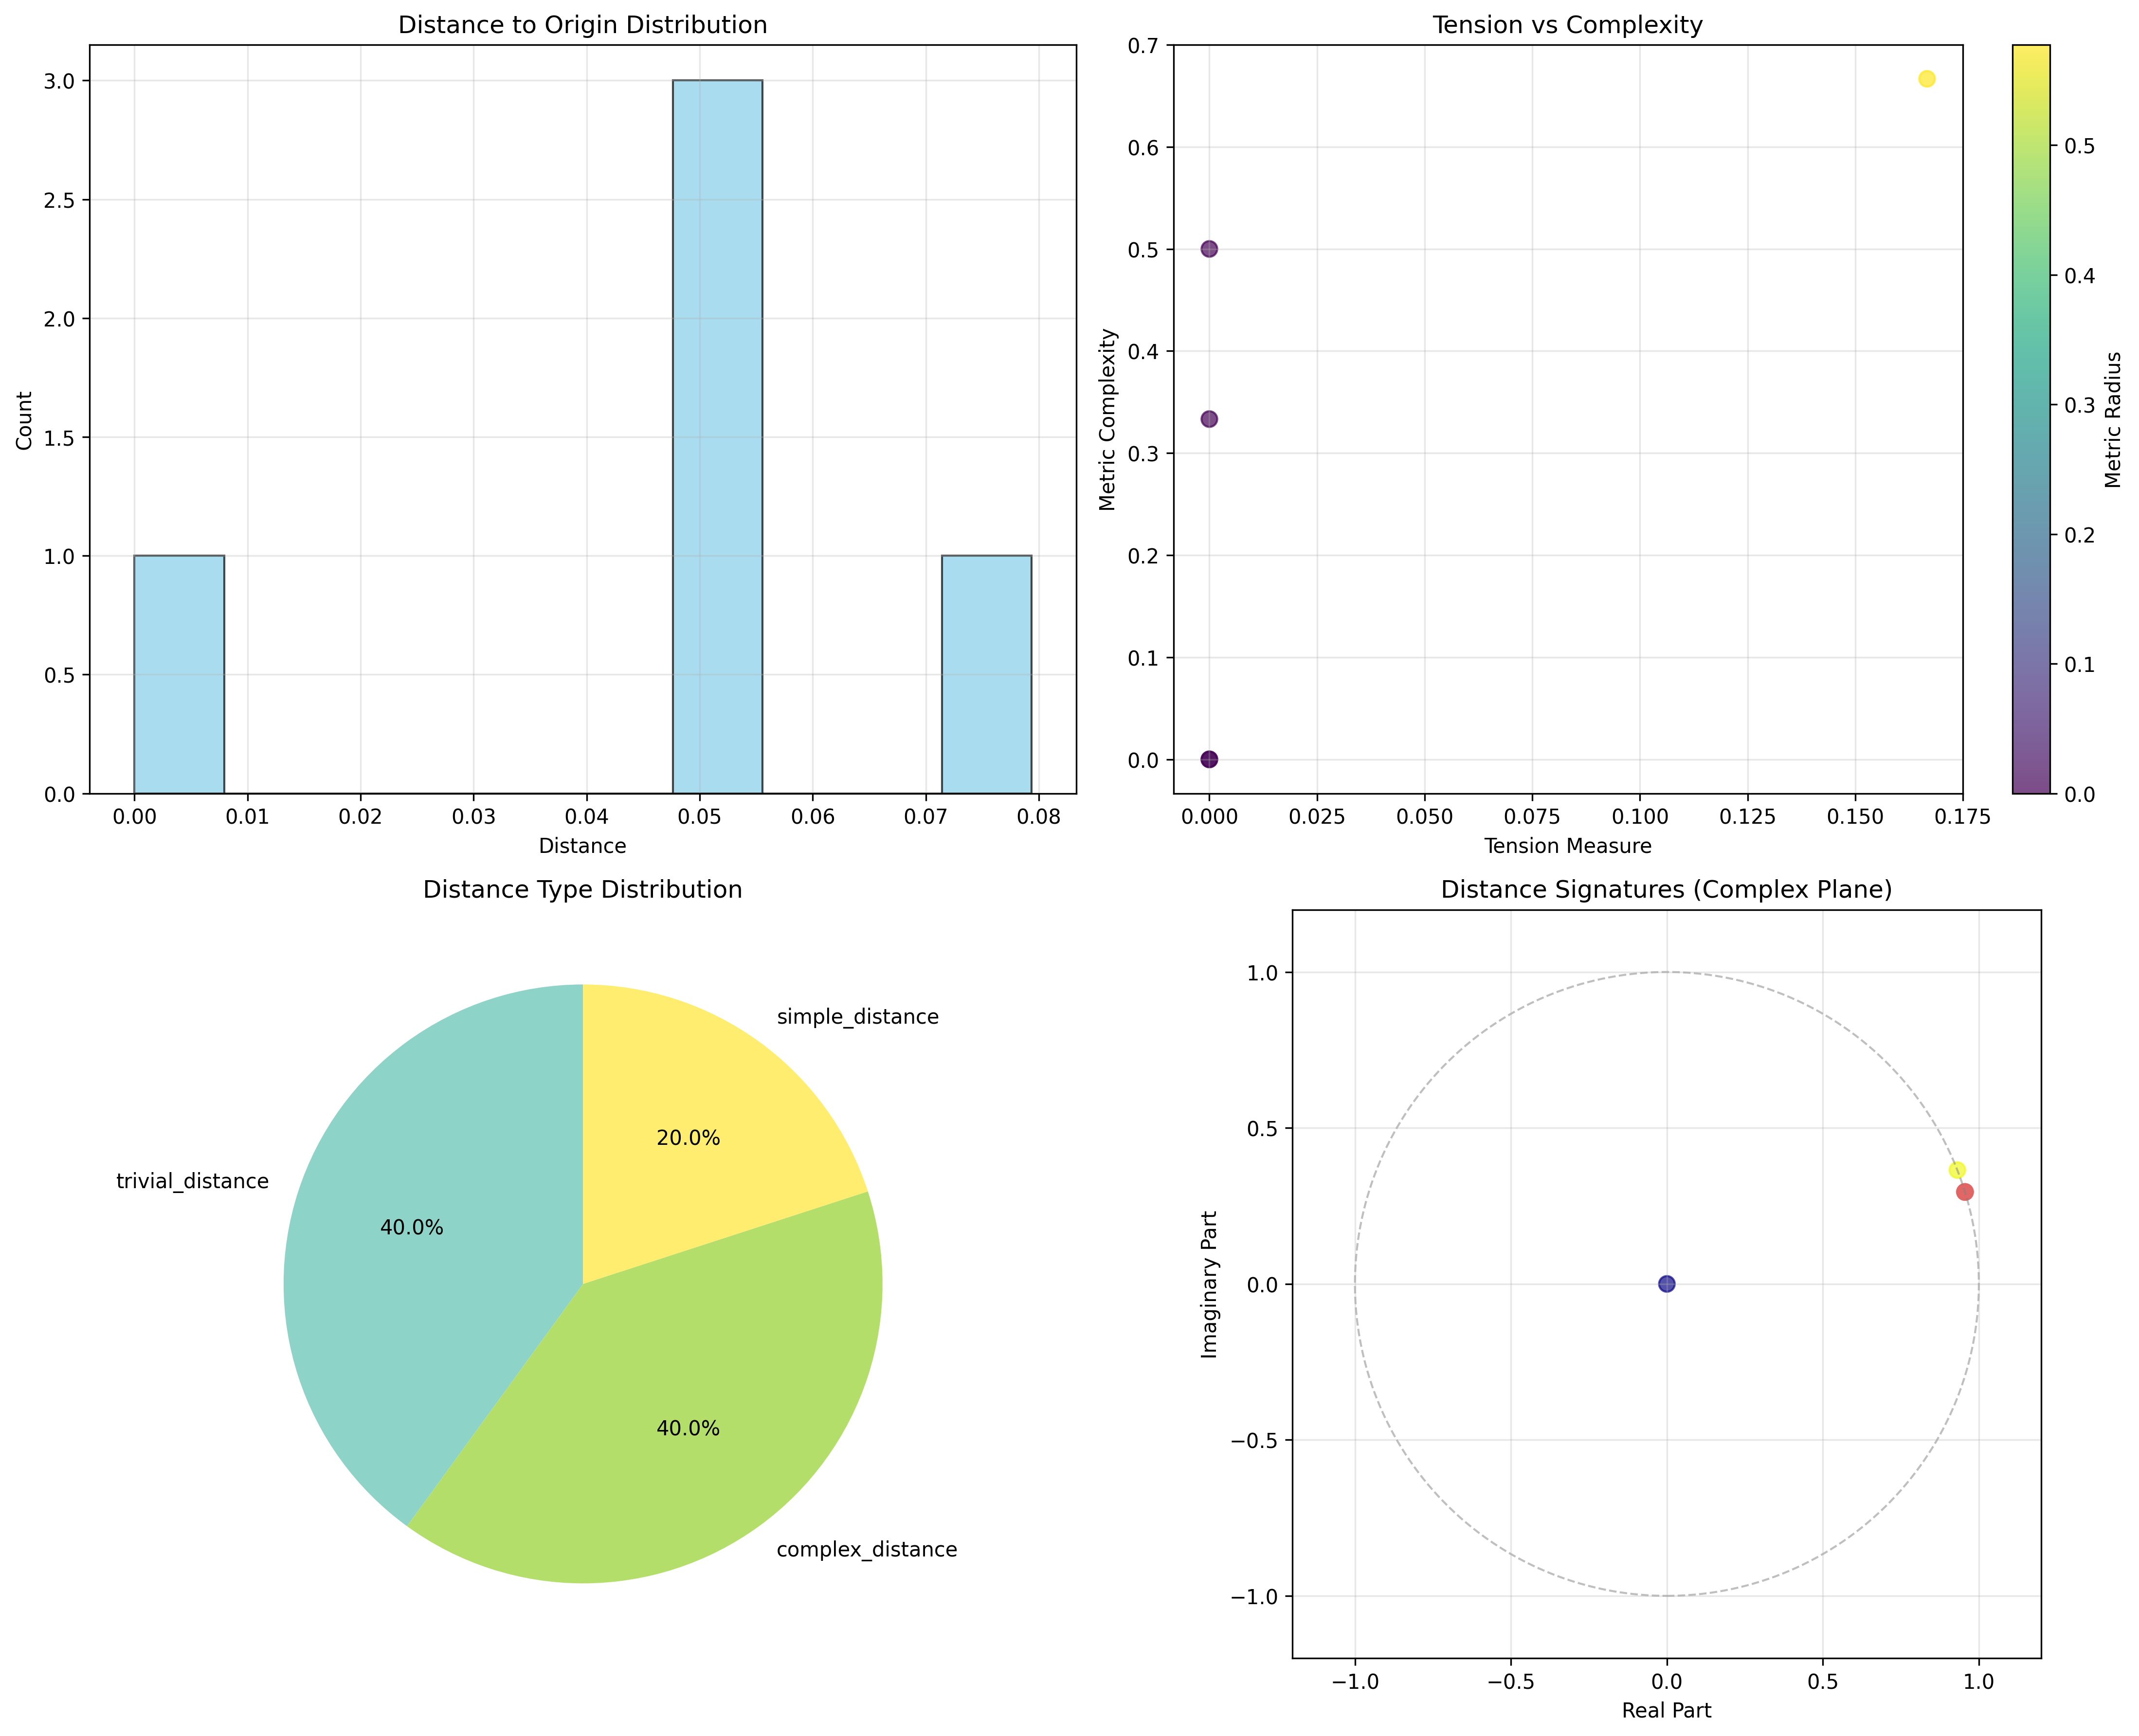 Distance to Origin Distribution
3.0
2.5
2.0
1.5
1.0
0.5
0.0
Count
0.00 0.01 0.02 0.03 0.04 0.05 0.06 0.07 0.08
Distance
Tension vs Complexity
0.7
0.6
0.5
0.4
0.3
0.2
0.1
0.0
Metric Complexity
0.000 0.025 0.050 0.075 0.100 0.125 0.150 0.175
Tension Measure
0.5
0.4
0.3
0.2
0.1
0.0
Metric Radius
Distance Type Distribution
simple_distance
20.0%
trivial_distance
40.0%
40.0%
complex_distance
Distance Signatures (Complex Plane)
1.0
0.5
0.0
−0.5
−1.0
Imaginary Part
−1.0 −0.5 0.0 0.5 1.0
Real Part